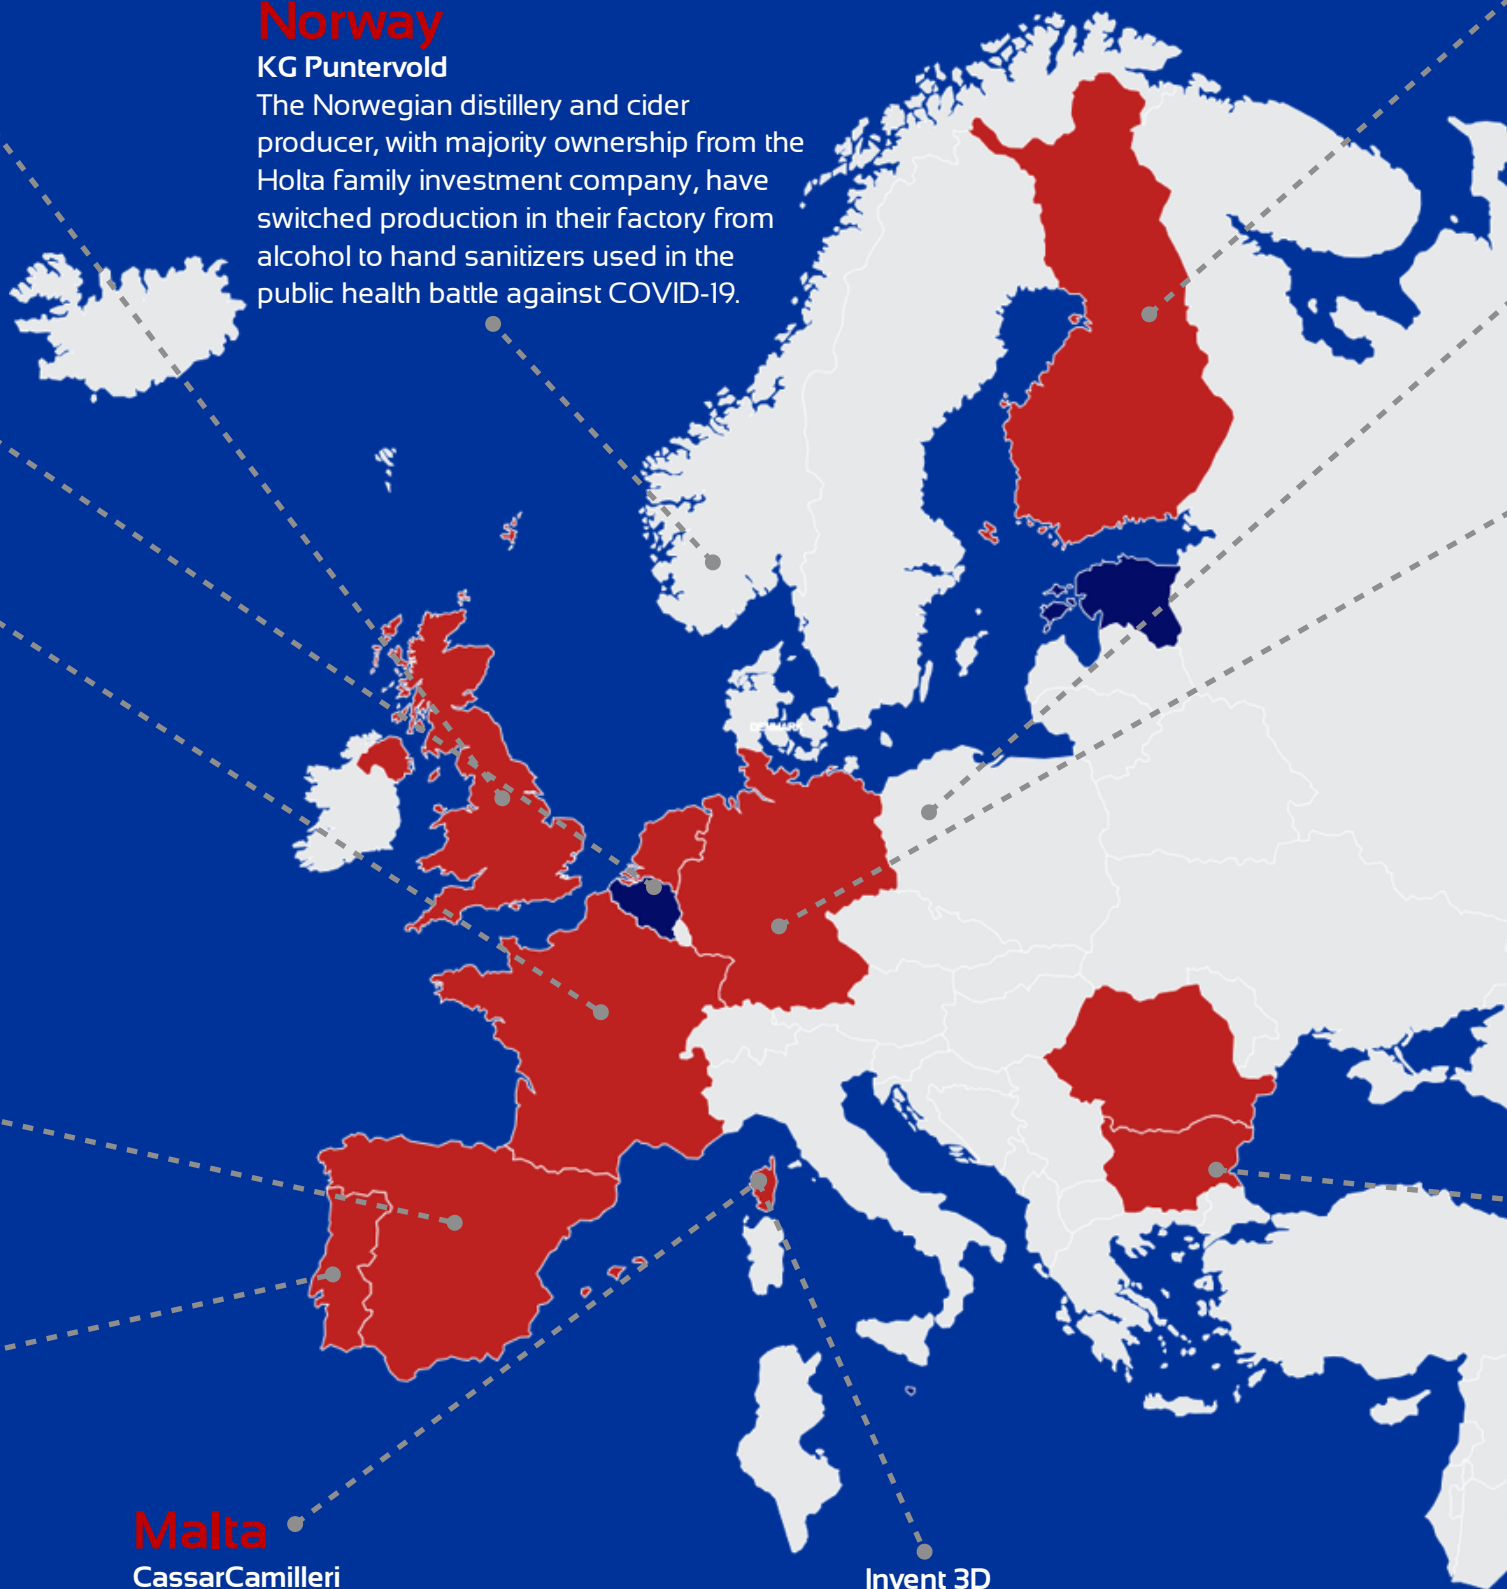 Norway
KG Puntervold
The Norwegian distillery and cider
producer, with majority ownership from the
Holta family investment company, have
switched production in their factory from
alcohol to hand sanitizers used in the
public health battle against COVID-19.
DENMARK
Malta
CassarCamilleri
Invent 3D